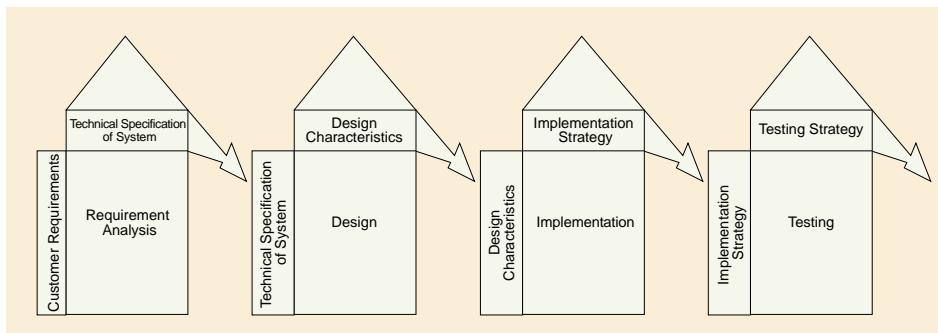 Technical Specification
of System
Customer Requirements
Requirement
Analysis
Design
Characteristics
Technical Specification
of System
Design
Implementation
Strategy
Design
Characteristics
Implementation
Testing Strategy
Implementation
Strategy
Testing